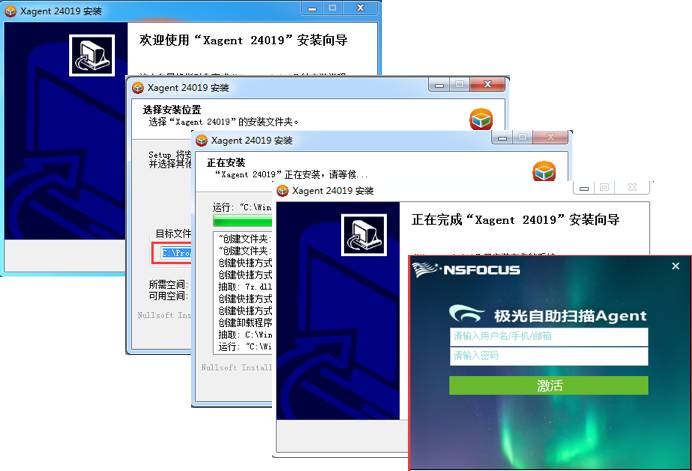 Xagent 24019 安装
欢迎使用“Xagent 24019”安装向导
Xagent 24019 安装
选择安装位置
选择“Xagent 24019”的安装文件夹。
Setup 将安
并选择其他
目标文件
C:\Pro
所需空间:
可用空间:
Nullsoft Ins
Xagent 24019 安装
正在安装
“Xagent 24019”正在安装，请等候...
运行: "C:\Win
"创建文件夹:
"创建文件夹:
创建快捷方式
创建快捷方式
抽取: 7z.dll
创建快捷方式
创建快捷方式
创建卸载程序
抽取: C:\Win
运行: "C:\Win
Nullsoft Install
Xagent 24019 安装
正在完成“Xagent 24019”安装向导
NSFOCUS
极光自助扫描Agent
请输入用户名/手机/邮箱
请输入密码
激活